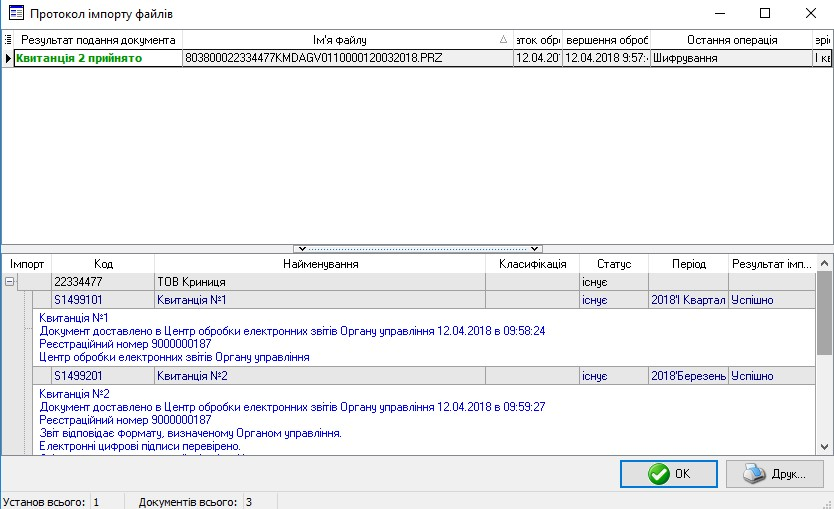 Протокол імпорту файлів
Результат подання документа Ім'я файлу аток обро вершення оброб Остання операція
Квитанція 2 прийнято 803800022334477KMDAGV0110000120032018.PRZ 12.04.20 12.04.2018 9:57: Шифрування І кв
Імпорт Код Найменування Класифікація Статус Період Результат імп...
22334477 ТОВ Криниця існує
S1499101 Квитанція №1 існує 2018'І Квартал Успішно
Квитанція №1
Документ доставлено в Центр обробки електронних звітів Органу управління 12.04.2018 в 09:58:24
Реєстраційний номер 9000000187
Центр обробки електронних звітів Органу управління
S1499201 Квитанція №2 існує 2018'Березень Успішно
Квитанція №2
Документ доставлено в Центр обробки електронних звітів Органу управління 12.04.2018 в 09:59:27
Реєстраційний номер 9000000187
Звіт відповідає формату, визначеному Органом управління.
Електронні цифрові підписи перевірено.
OK Друк...
Установ всього: 1 Документів всього: 3